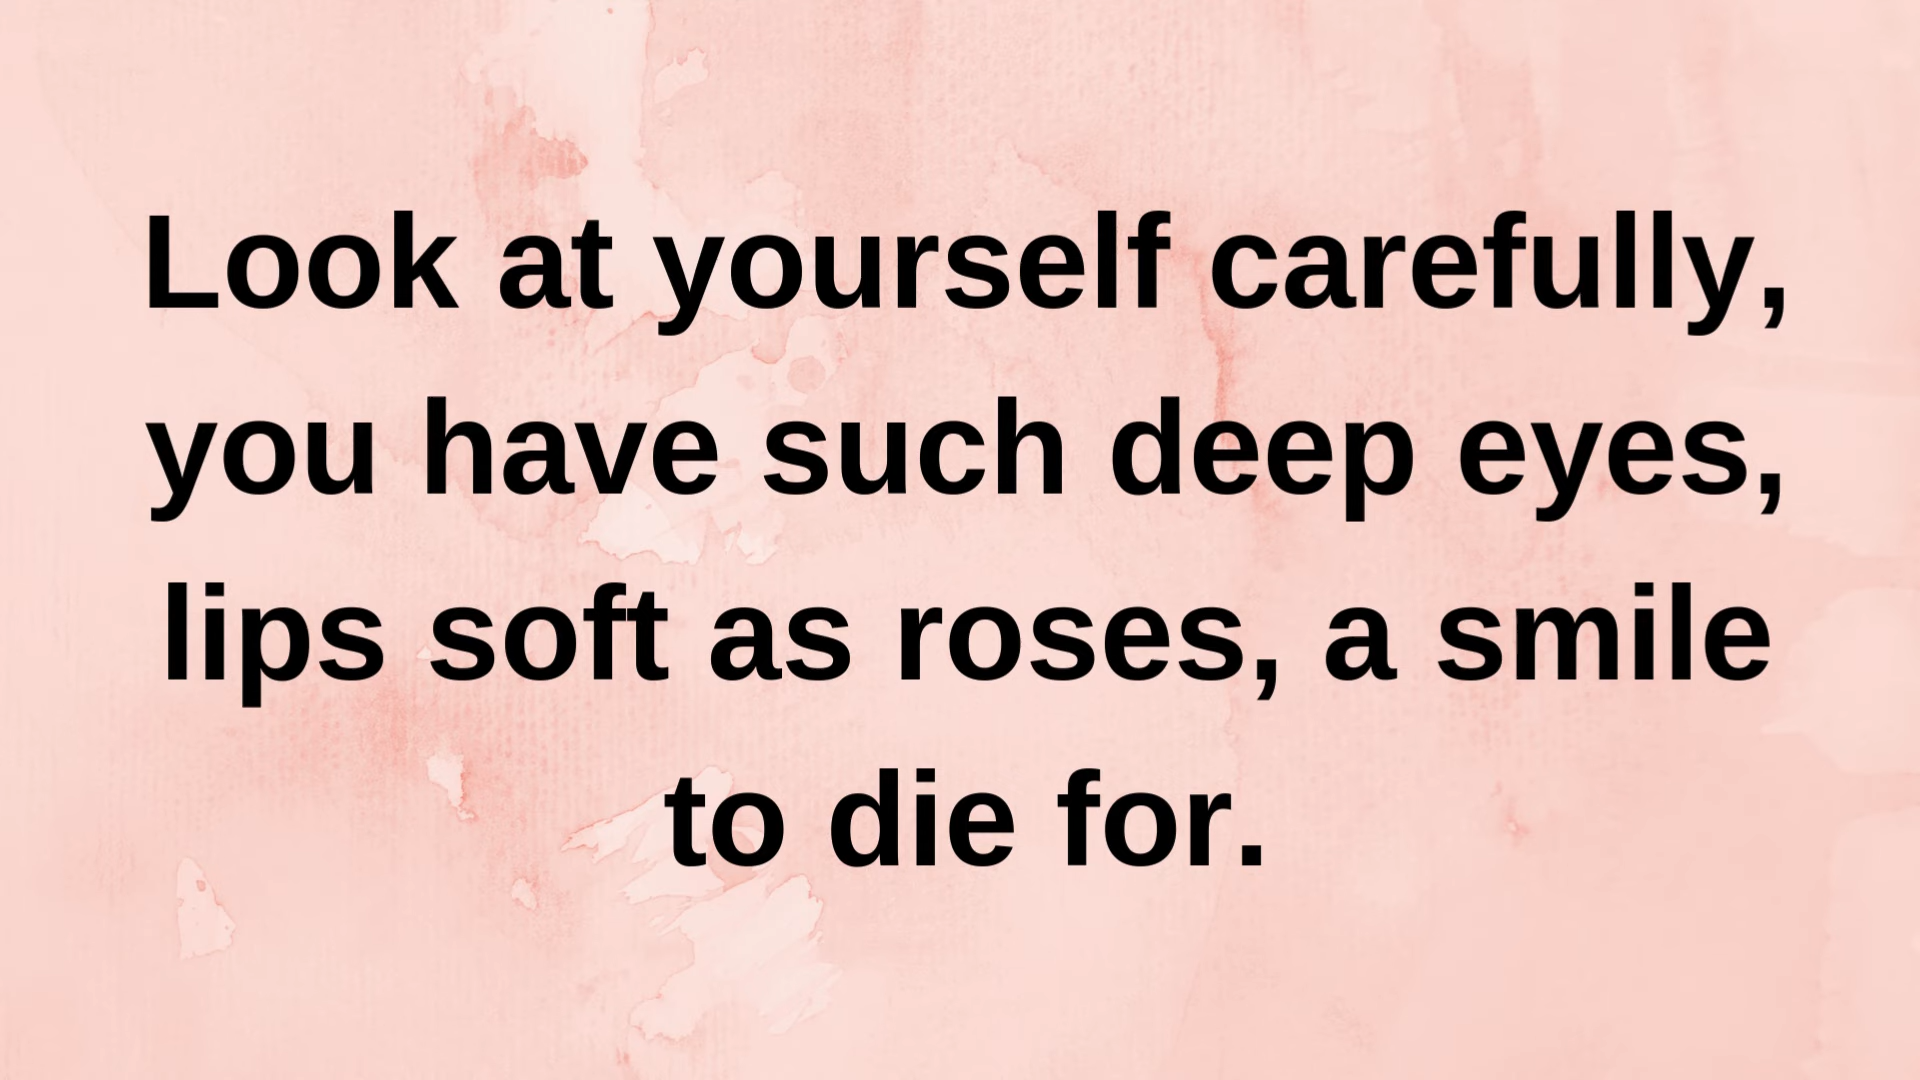 Look at yourself carefully,
you have such deep eyes,
lips soft as roses, a smile
to die for.